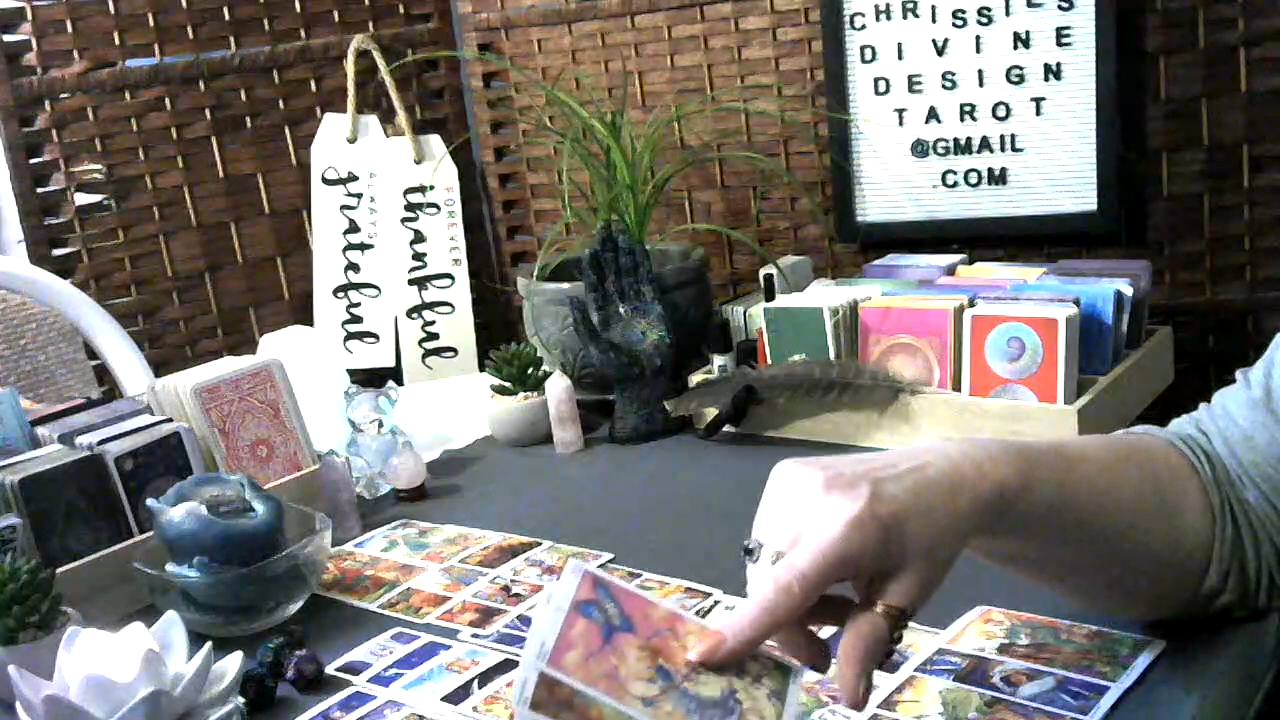 CHRISSIES
DIVINE
DESIGN
TAROT
@GMAIL
.COM
ALWAYS
grateful
FOREVER
thankful